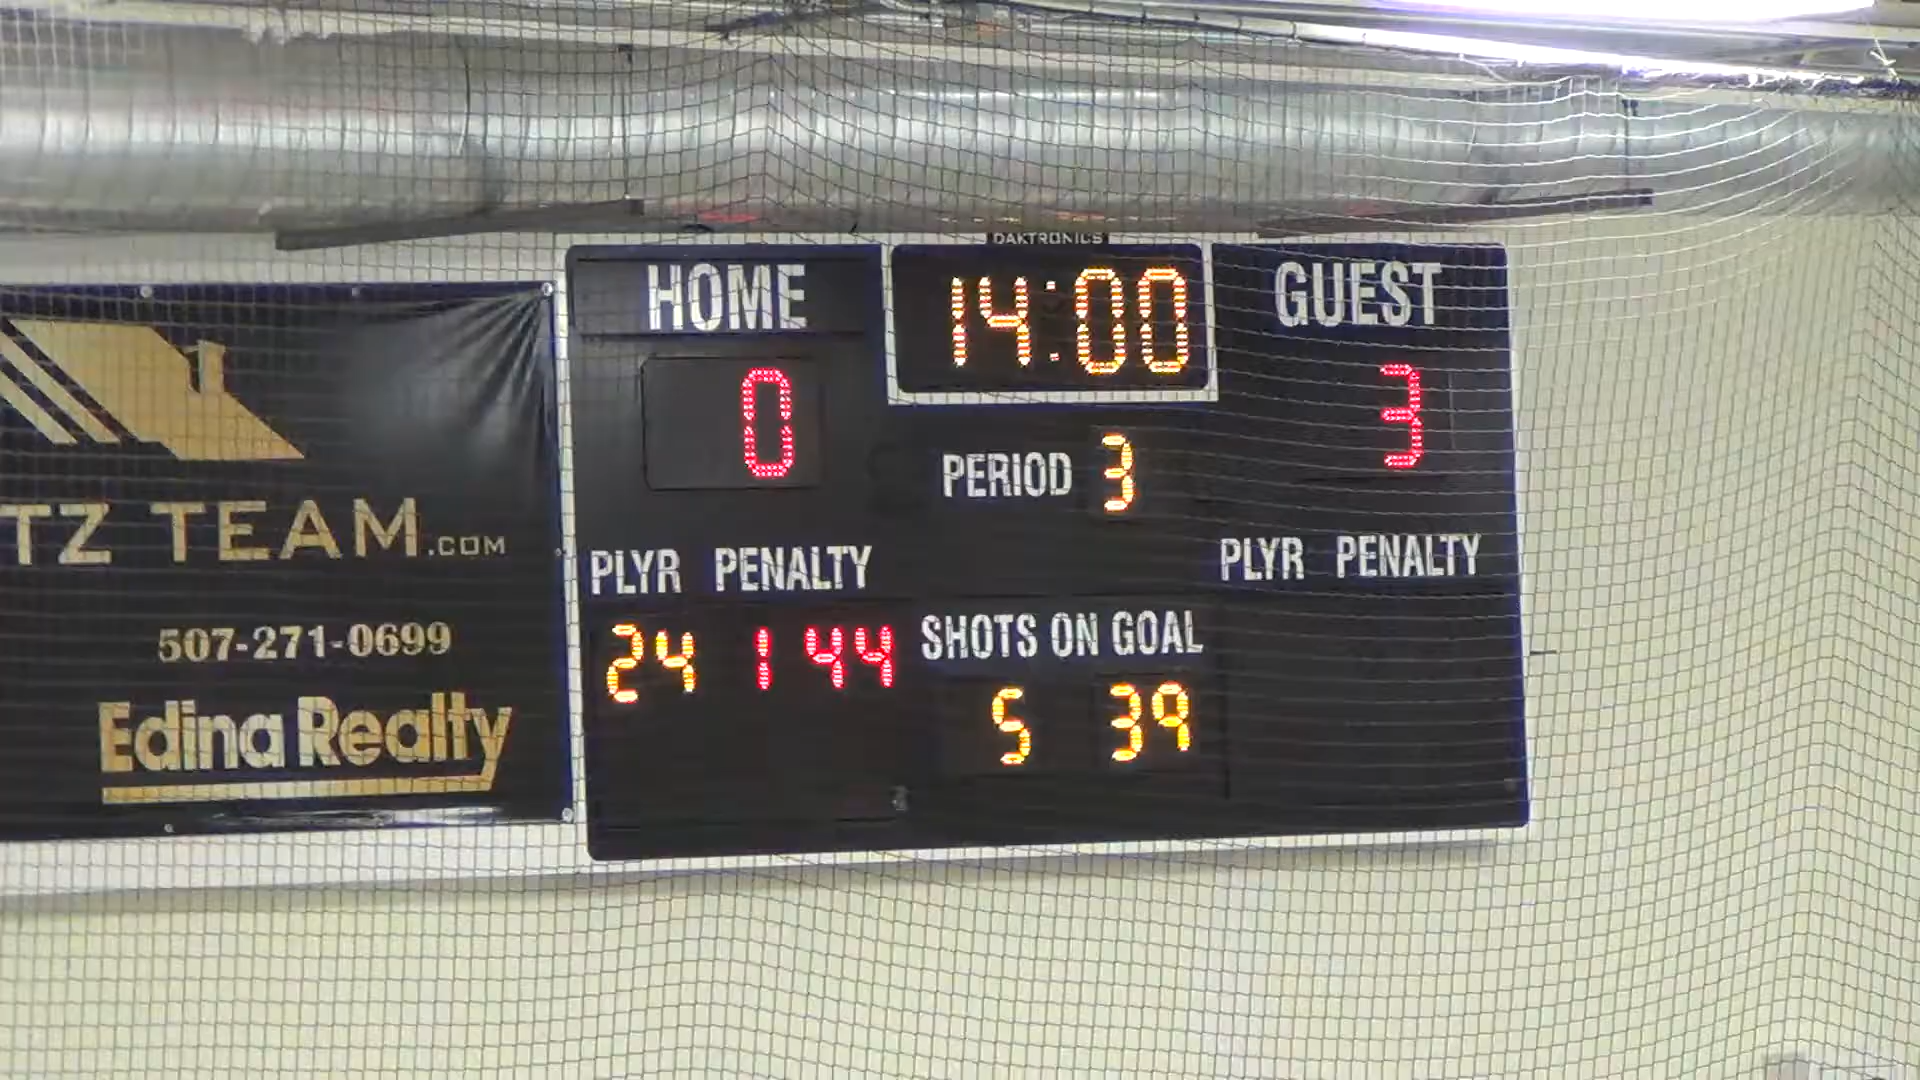 DAKTRONICS
HOME
14:00
GUEST
0
3
PERIOD 3
PLYR PENALTY
PLYR PENALTY
24 1 44
SHOTS ON GOAL
5 39
TZ TEAM.COM
507-271-0699
Edina Realty